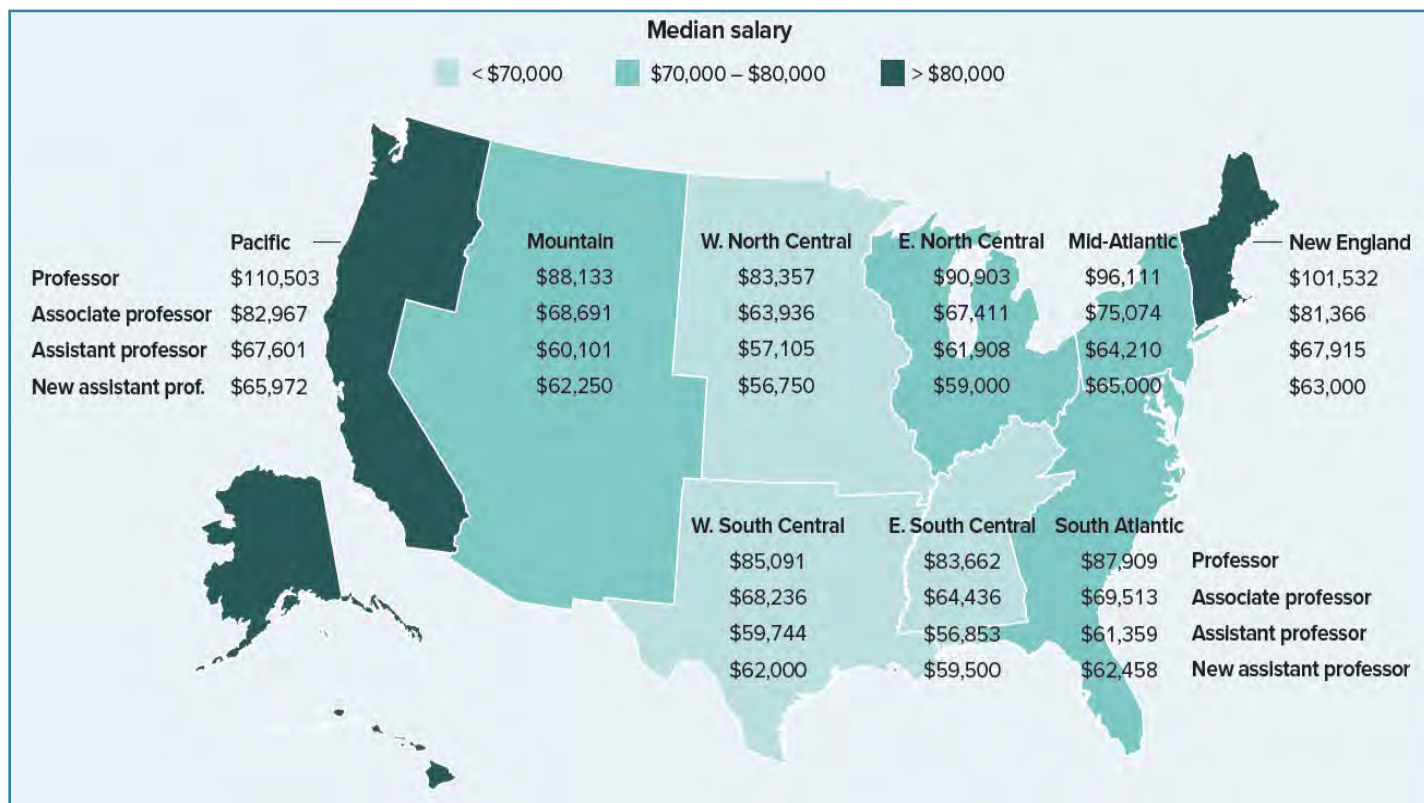 Median salary
< $70,000 $70,000 – $80,000 > $80,000
Pacific Mountain W. North Central E. North Central Mid-Atlantic New England
Professor $110,503 $88,133 $83,357 $90,903 $96,111 $101,532
Associate professor $82,967 $68,691 $63,936 $67,411 $75,074 $81,366
Assistant professor $67,601 $60,101 $57,105 $61,908 $64,210 $67,915
New assistant prof. $65,972 $62,250 $56,750 $59,000 $65,000 $63,000
W. South Central E. South Central South Atlantic
$85,091 $83,662 $87,909 Professor
$68,236 $64,436 $69,513 Associate professor
$59,744 $56,853 $61,359 Assistant professor
$62,000 $59,500 $62,458 New assistant professor